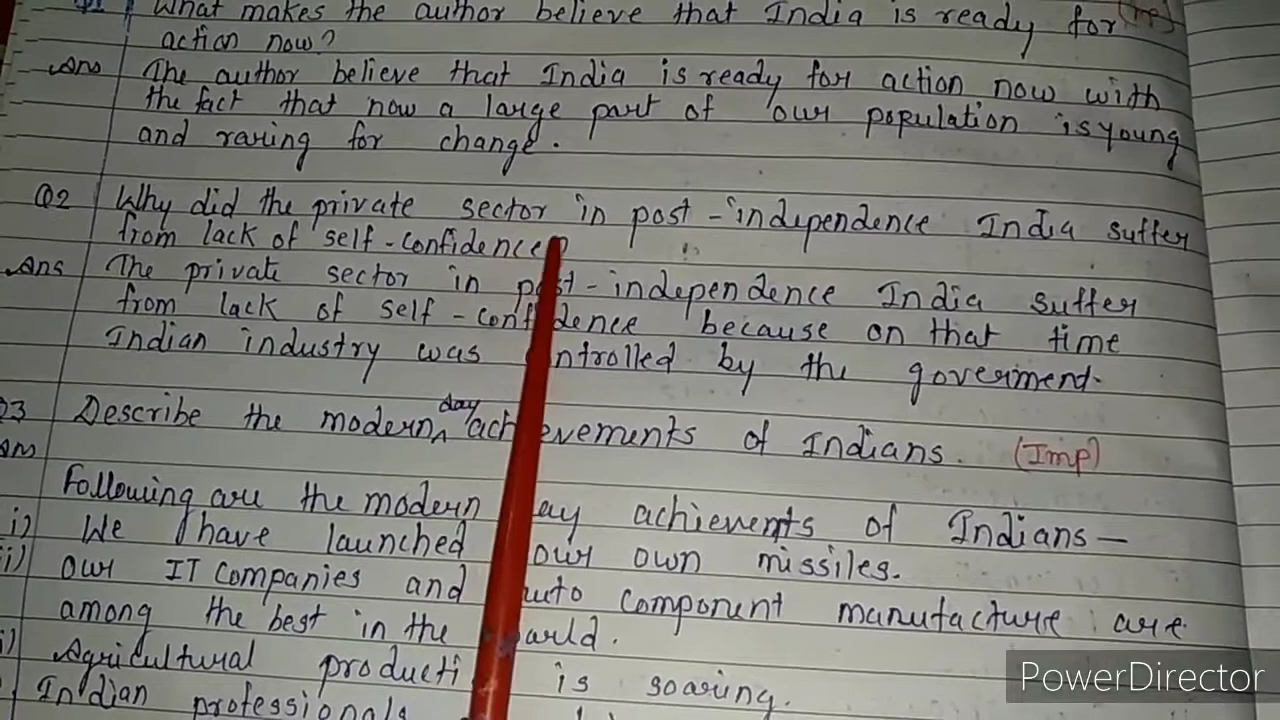 Q1 What makes the author believe that India is ready for
action now?
Ans The author believe that India is ready for action now with
the fact that now a large part of our population is young
and raring for change.
Q2 Why did the private sector in post-independence India suffer
from lack of self-confidence
Ans The private sector in post-independence India suffer
from lack of self-confidence because on that time
Indian industry was controlled by the goverimend.
Q3 Describe the modern day achievements of Indians. (Imp)
Ans
Following are the modern day achievemts of Indians—
i) We have launched our own missiles.
ii) Our IT companies and auto component manufacture are
among the best in the world.
Agricultural producti is soaring.
Indian professionals
PowerDirector